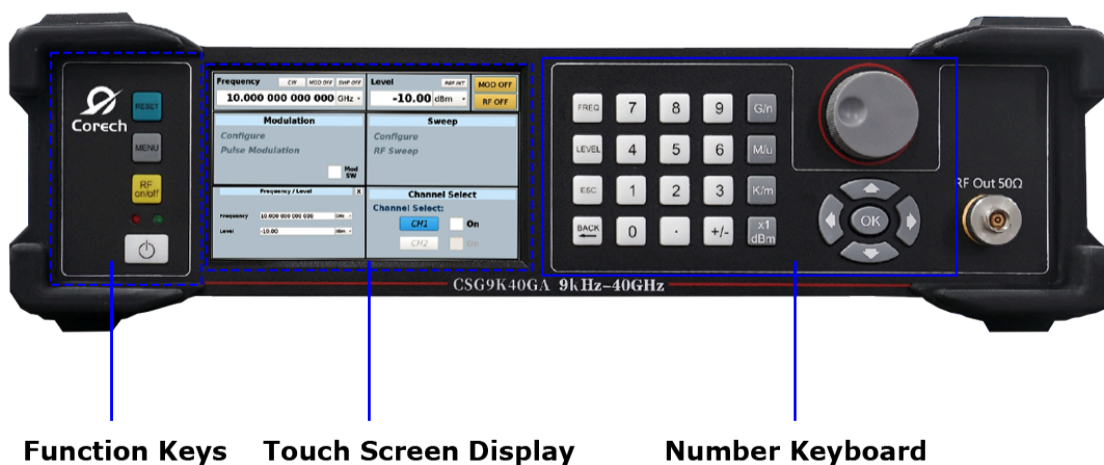 Corech
RESET
MENU
RF
on/off
Frequency CW MOD OFF SWP OFF
10.000 000 000 000 GHz
Level REF INT
-10.00 dBm
MOD OFF
RF OFF
Modulation
Configure
Pulse Modulation
Mod
SW
Sweep
Configure
RF Sweep
Frequency / Level X
Frequency 10.000 000 000 000 GHz
Level -10.00 dBm
Channel Select
Channel Select:
CH1 On
CH2 On
FREQ 7 8 9 G/n
LEVEL 4 5 6 M/u
ESC 1 2 3 K/m
BACK 0 . +/- x1
dBm
OK
RF Out 50Ω
CSG9K40GA 9kHz-40GHz
Function Keys Touch Screen Display Number Keyboard